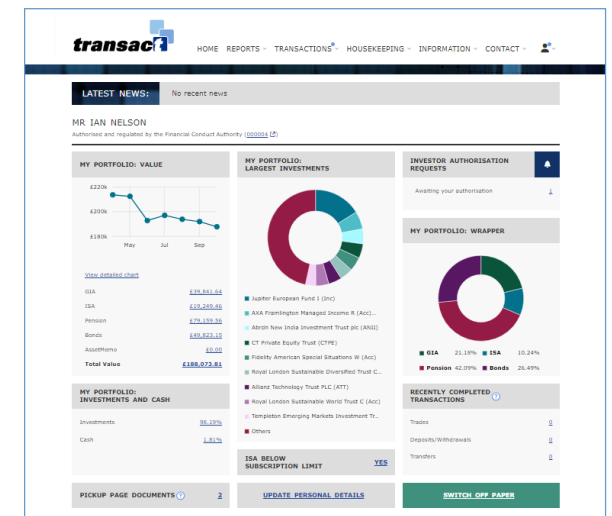 transact
HOME REPORTS TRANSACTIONS HOUSEKEEPING INFORMATION CONTACT
LATEST NEWS: No recent news
MR IAN NELSON
Authorised and regulated by the Financial Conduct Authority (000004)
MY PORTFOLIO: VALUE
£220k
£200k
£180k
May Jul Sep
View detailed chart
GIA £39,841.64
ISA £19,249.46
Pension £79,159.56
Bonds £49,823.15
AssetMemo £0.00
Total Value £188,073.81
MY PORTFOLIO:
INVESTMENTS AND CASH
Investments 98.19%
Cash 1.81%
PICKUP PAGE DOCUMENTS ? 2
MY PORTFOLIO:
LARGEST INVESTMENTS
Jupiter European Fund I (Inc)
AXA Framlington Managed Income R (Acc)...
Abrdn New India Investment Trust plc (ANII)
CT Private Equity Trust (CTPE)
Fidelity American Special Situations W (Acc)
Royal London Sustainable Diversified Trust C...
Allianz Technology Trust PLC (ATT)
Royal London Sustainable World Trust C (Acc)
Templeton Emerging Markets Investment Tr...
Others
ISA BELOW
SUBSCRIPTION LIMIT YES
UPDATE PERSONAL DETAILS
INVESTOR AUTHORISATION
REQUESTS
Awaiting your authorisation 1
MY PORTFOLIO: WRAPPER
GIA 21.18% ISA 10.24%
Pension 42.09% Bonds 26.49%
RECENTLY COMPLETED
TRANSACTIONS ?
Trades 0
Deposits/Withdrawals 0
Transfers 0
SWITCH OFF PAPER